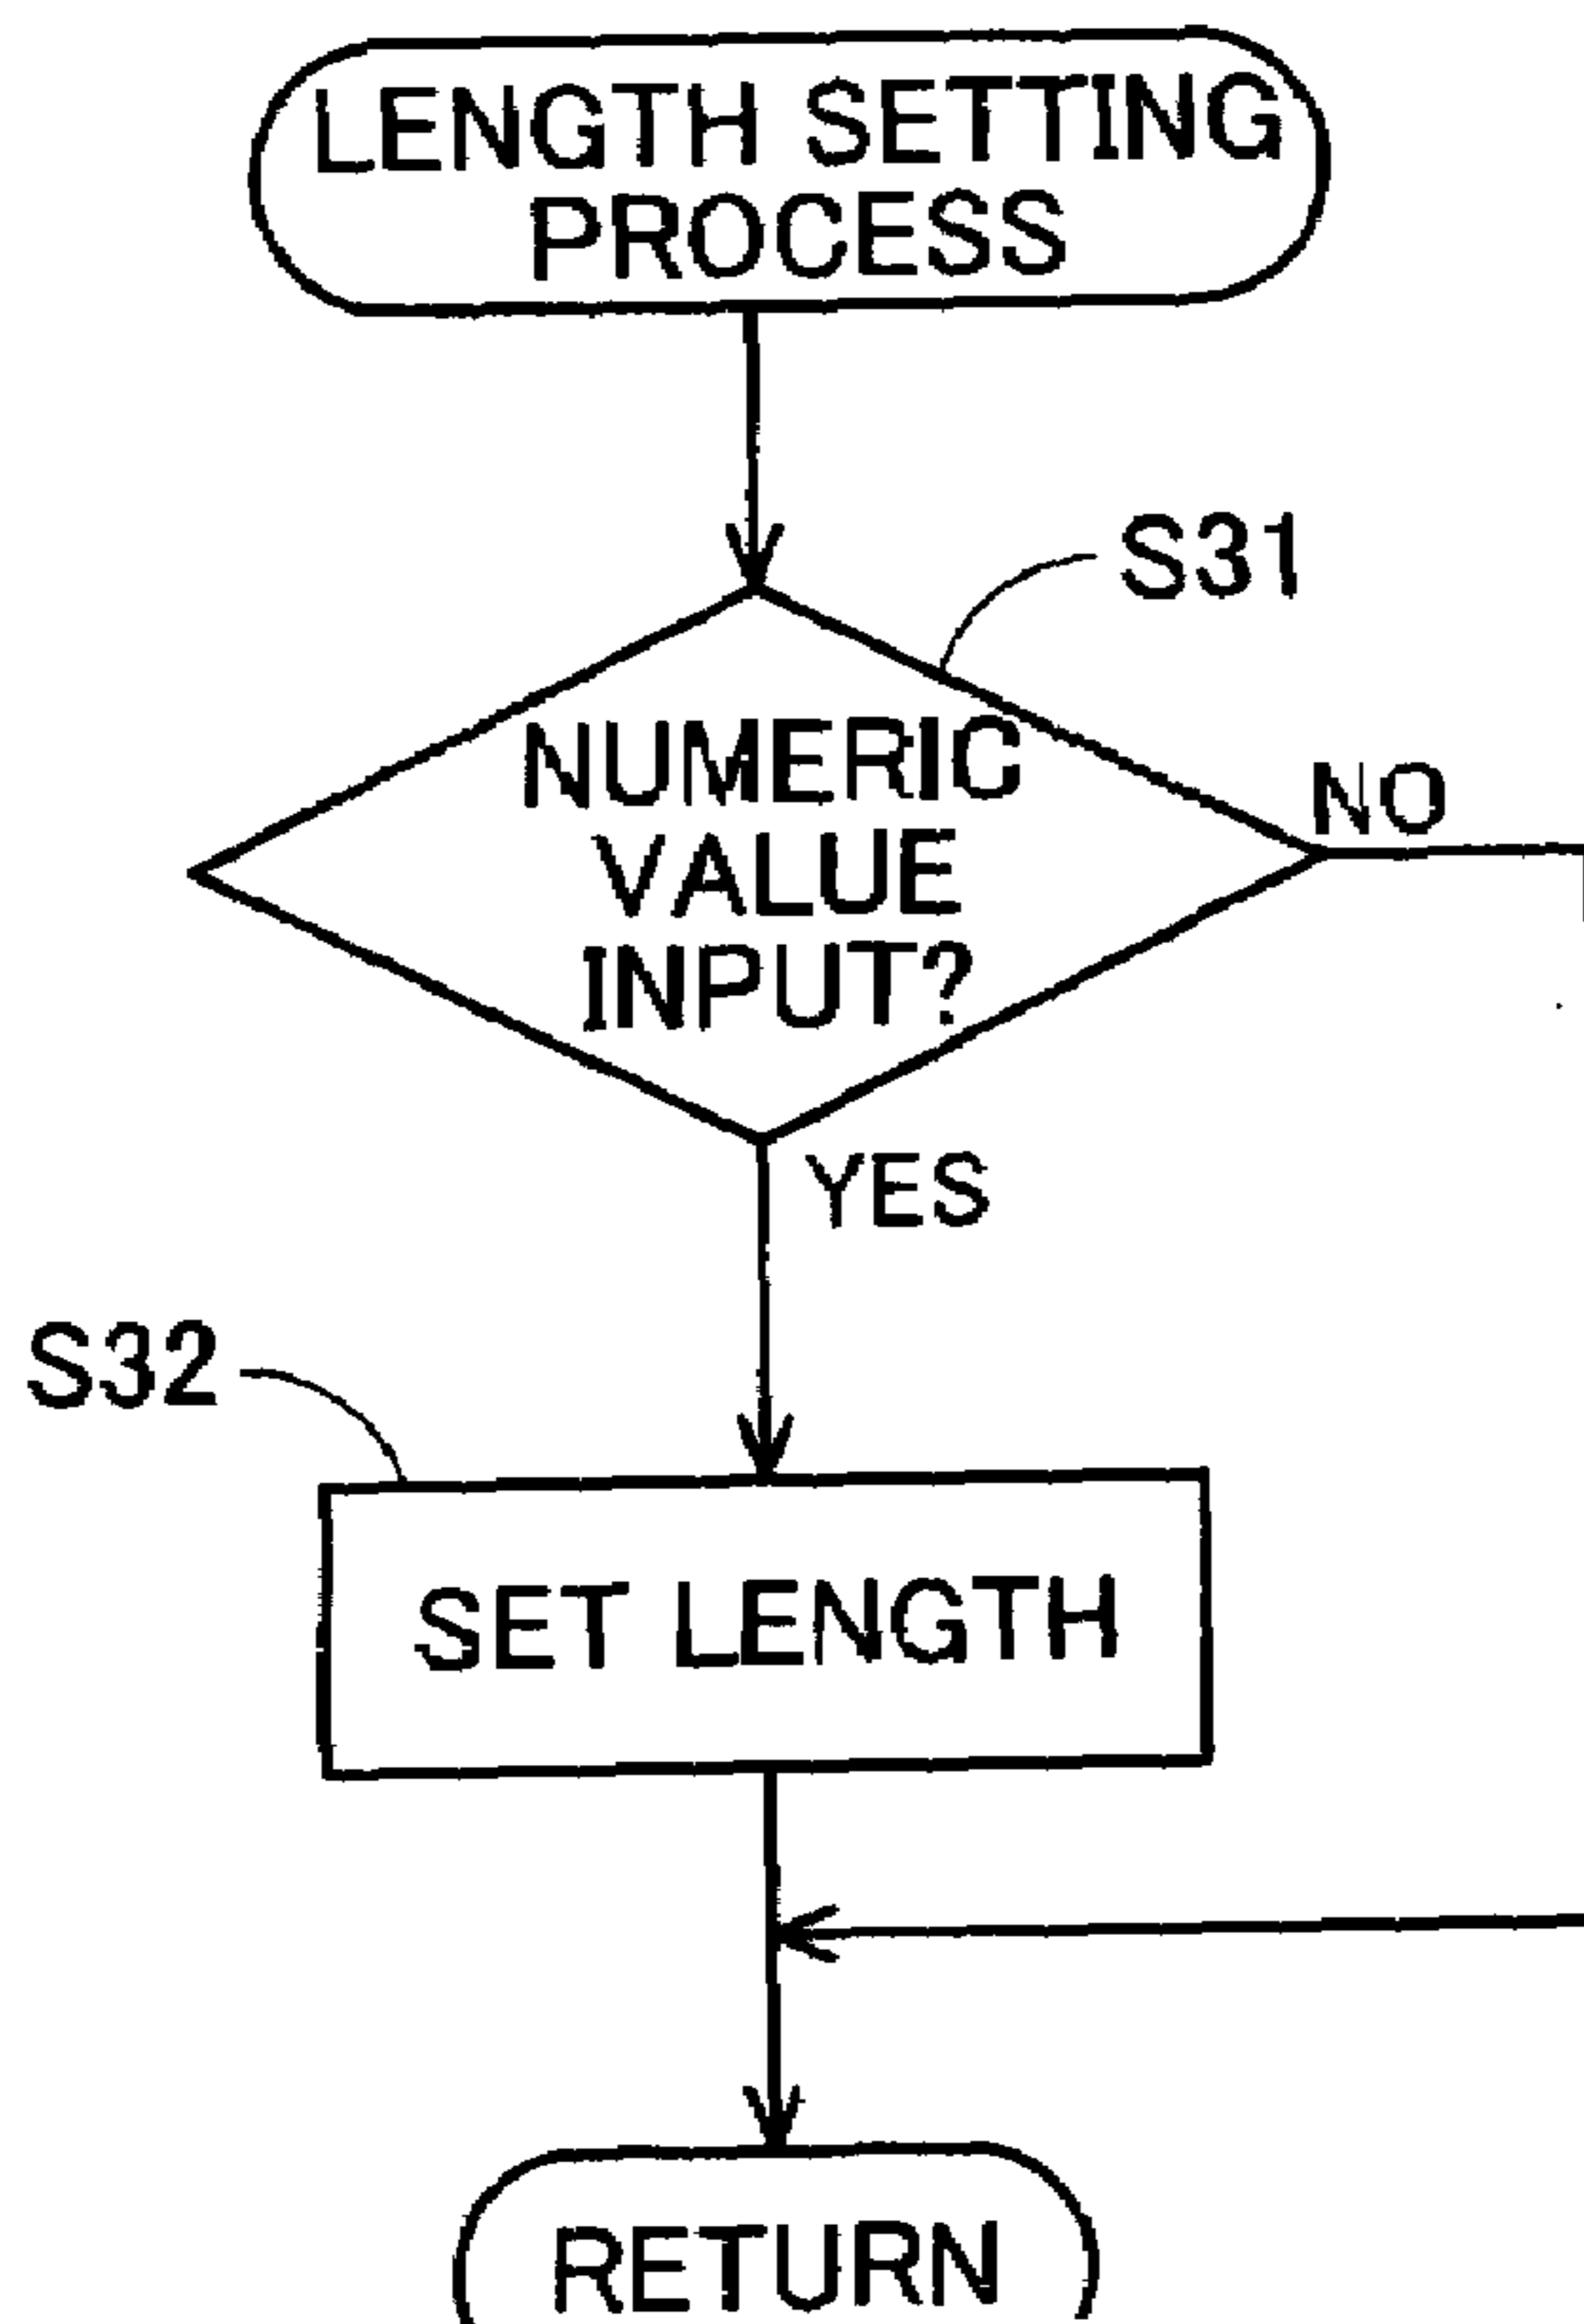 LENGTH SETTING
PROCESS
S31
NUMERIC
VALUE
INPUT?
NO
YES
S32
SET LENGTH
RETURN